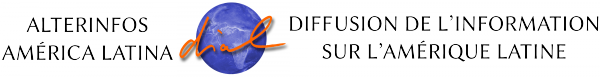 ALTERINFOS
AMÉRICA LATINA
dial
DIFFUSION DE L’INFORMATION
SUR L’AMÉRIQUE LATINE